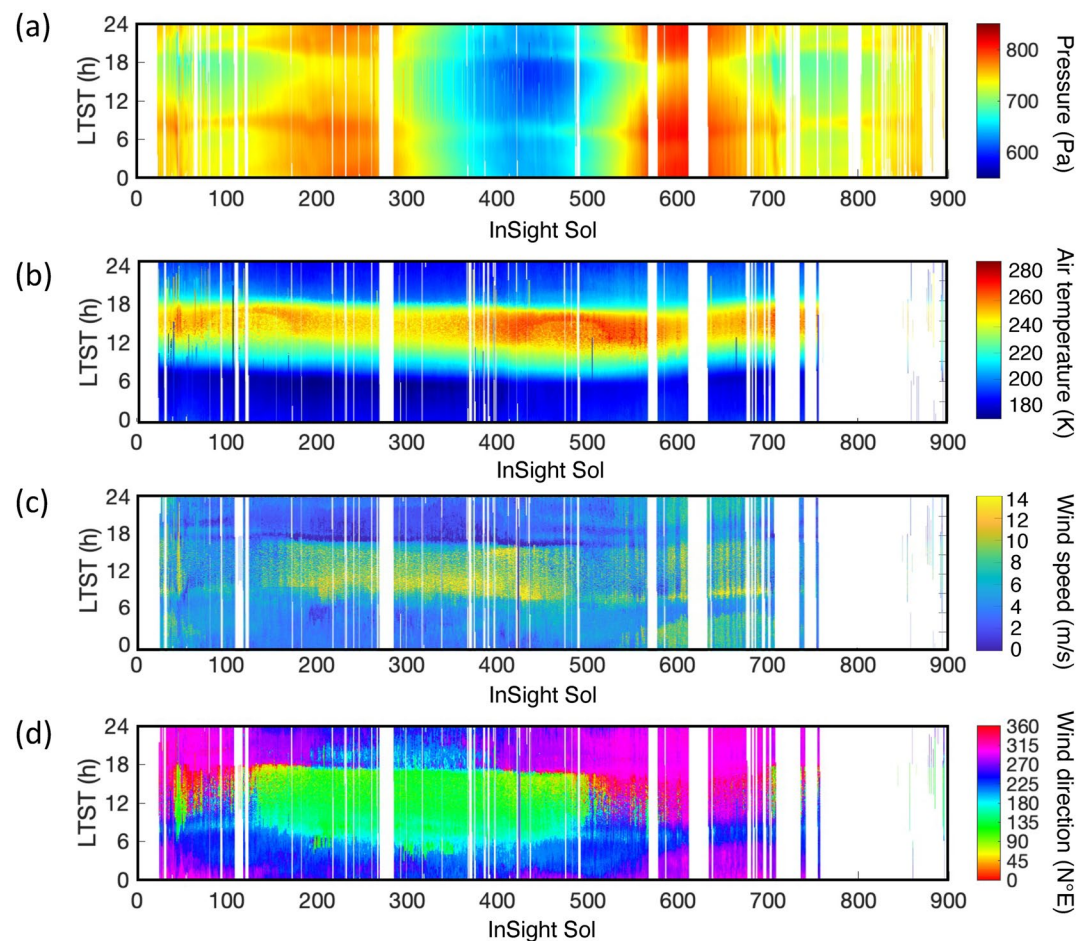 (a)
24
18
12
6
0
LTST (h)
0 100 200 300 400 500 600 700 800 900
InSight Sol
800
700
600
Pressure (Pa)
(b)
24
18
12
6
0
LTST (h)
0 100 200 300 400 500 600 700 800 900
InSight Sol
280
260
240
220
200
180
Air temperature (K)
(c)
24
18
12
6
0
LTST (h)
0 100 200 300 400 500 600 700 800 900
InSight Sol
14
12
10
8
6
4
2
0
Wind speed (m/s)
(d)
24
18
12
6
0
LTST (h)
0 100 200 300 400 500 600 700 800 900
InSight Sol
360
315
270
225
180
135
90
45
0
Wind direction (N°E)